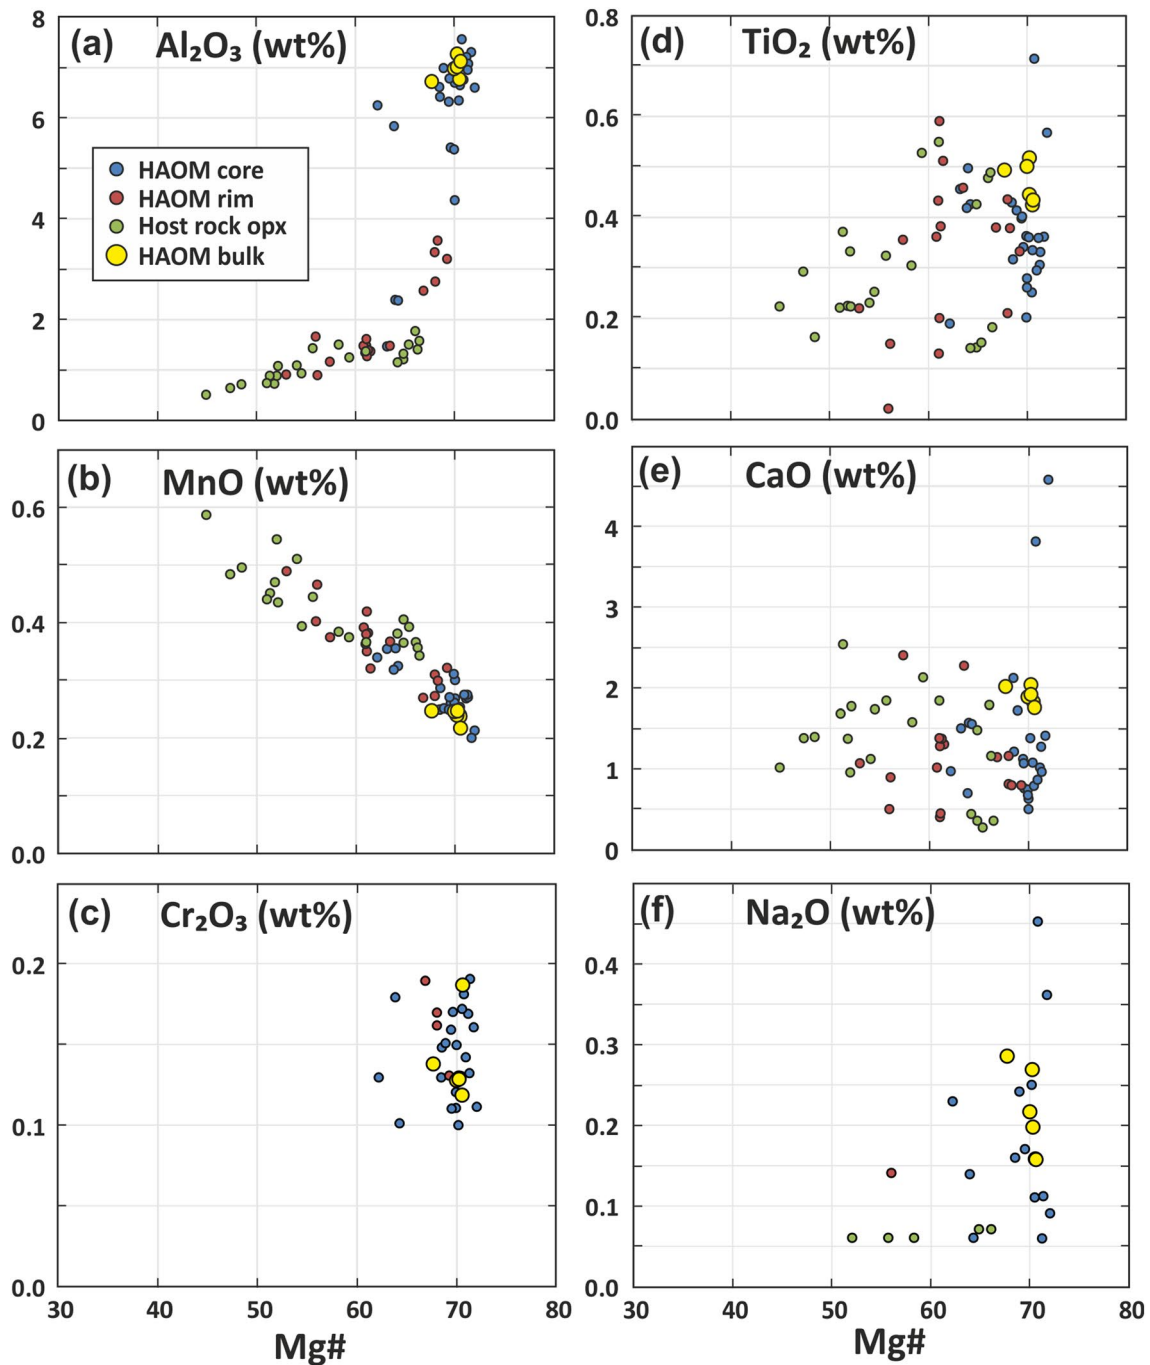 (a) Al₂O₃ (wt%)
8
6
4
2
0
HAOM core
HAOM rim
Host rock opx
HAOM bulk
(b) MnO (wt%)
0.6
0.4
0.2
0.0
(c) Cr₂O₃ (wt%)
0.2
0.1
0.0
30 40 50 60 70 80
Mg#
(d) TiO₂ (wt%)
0.8
0.6
0.4
0.2
0.0
(e) CaO (wt%)
4
3
2
1
0
(f) Na₂O (wt%)
0.4
0.3
0.2
0.1
0.0
30 40 50 60 70 80
Mg#